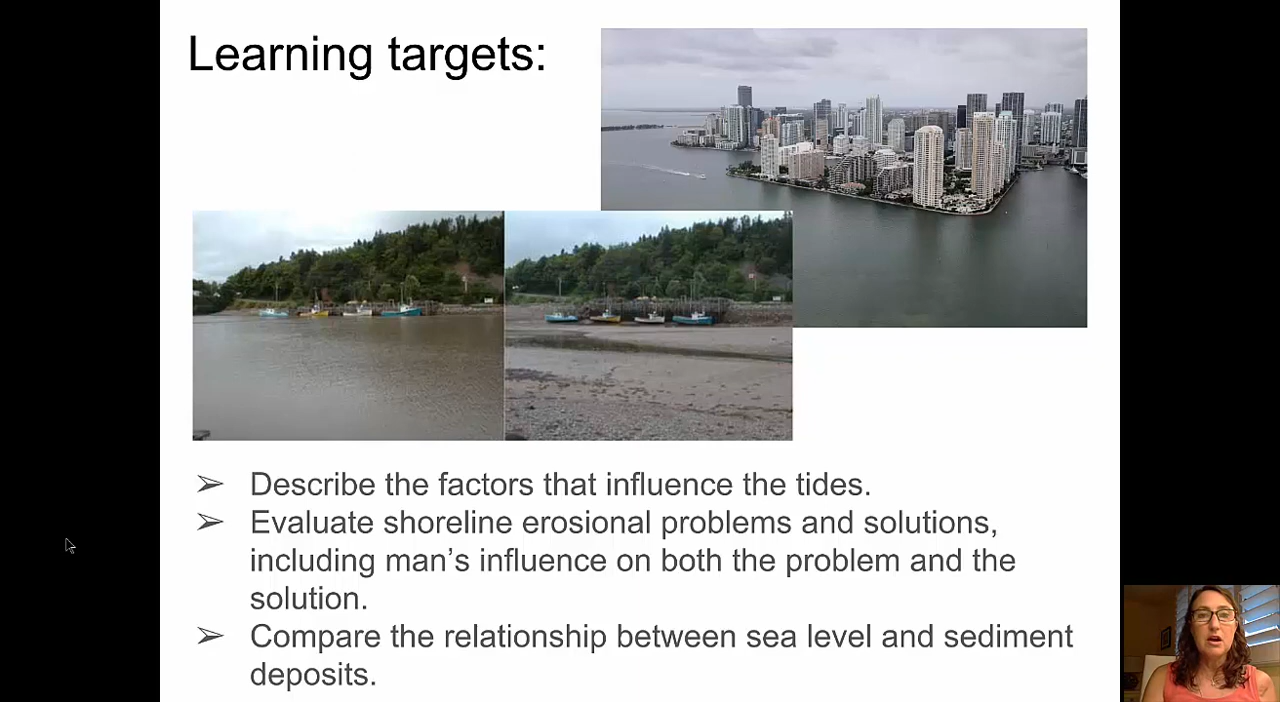 Learning targets:
➢ Describe the factors that influence the tides.
➢ Evaluate shoreline erosional problems and solutions,
including man’s influence on both the problem and the
solution.
➢ Compare the relationship between sea level and sediment
deposits.